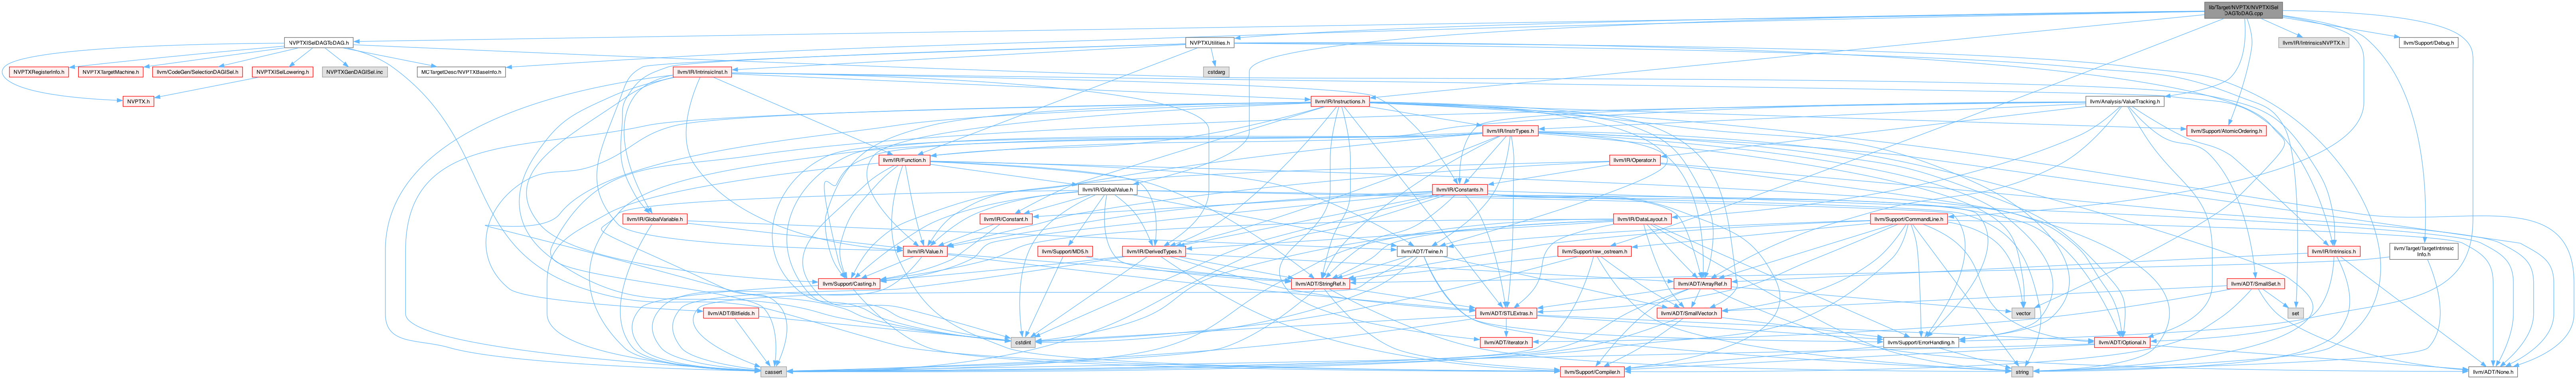 lib/Target/NVPTX/NVPTXISel
DAGToDAG.cpp
NVPTXISelDAGToDAG.h
NVPTXUtilities.h
llvm/IR/IntrinsicsNVPTX.h
llvm/Support/Debug.h
NVPTXRegisterInfo.h
NVPTXTargetMachine.h
llvm/CodeGen/SelectionDAGISel.h
NVPTXISelLowering.h
NVPTXGenDAGISel.inc
MCTargetDesc/NVPTXBaseInfo.h
llvm/IR/IntrinsicInst.h
cstdarg
NVPTX.h
llvm/IR/Instructions.h
llvm/Analysis/ValueTracking.h
llvm/IR/InstrTypes.h
llvm/Support/AtomicOrdering.h
llvm/IR/Function.h
llvm/IR/Operator.h
llvm/IR/GlobalValue.h
llvm/IR/Constants.h
llvm/IR/GlobalVariable.h
llvm/IR/Constant.h
llvm/IR/DataLayout.h
llvm/Support/CommandLine.h
llvm/IR/Value.h
llvm/Support/MD5.h
llvm/IR/DerivedTypes.h
llvm/ADT/Twine.h
llvm/Support/raw_ostream.h
llvm/IR/Intrinsics.h
llvm/Target/TargetIntrinsic
Info.h
llvm/Support/Casting.h
llvm/ADT/StringRef.h
llvm/ADT/ArrayRef.h
llvm/ADT/SmallSet.h
llvm/ADT/Bitfields.h
llvm/ADT/STLExtras.h
llvm/ADT/SmallVector.h
vector
set
cstdint
llvm/ADT/iterator.h
llvm/Support/ErrorHandling.h
llvm/ADT/Optional.h
cassert
llvm/Support/Compiler.h
string
llvm/ADT/None.h